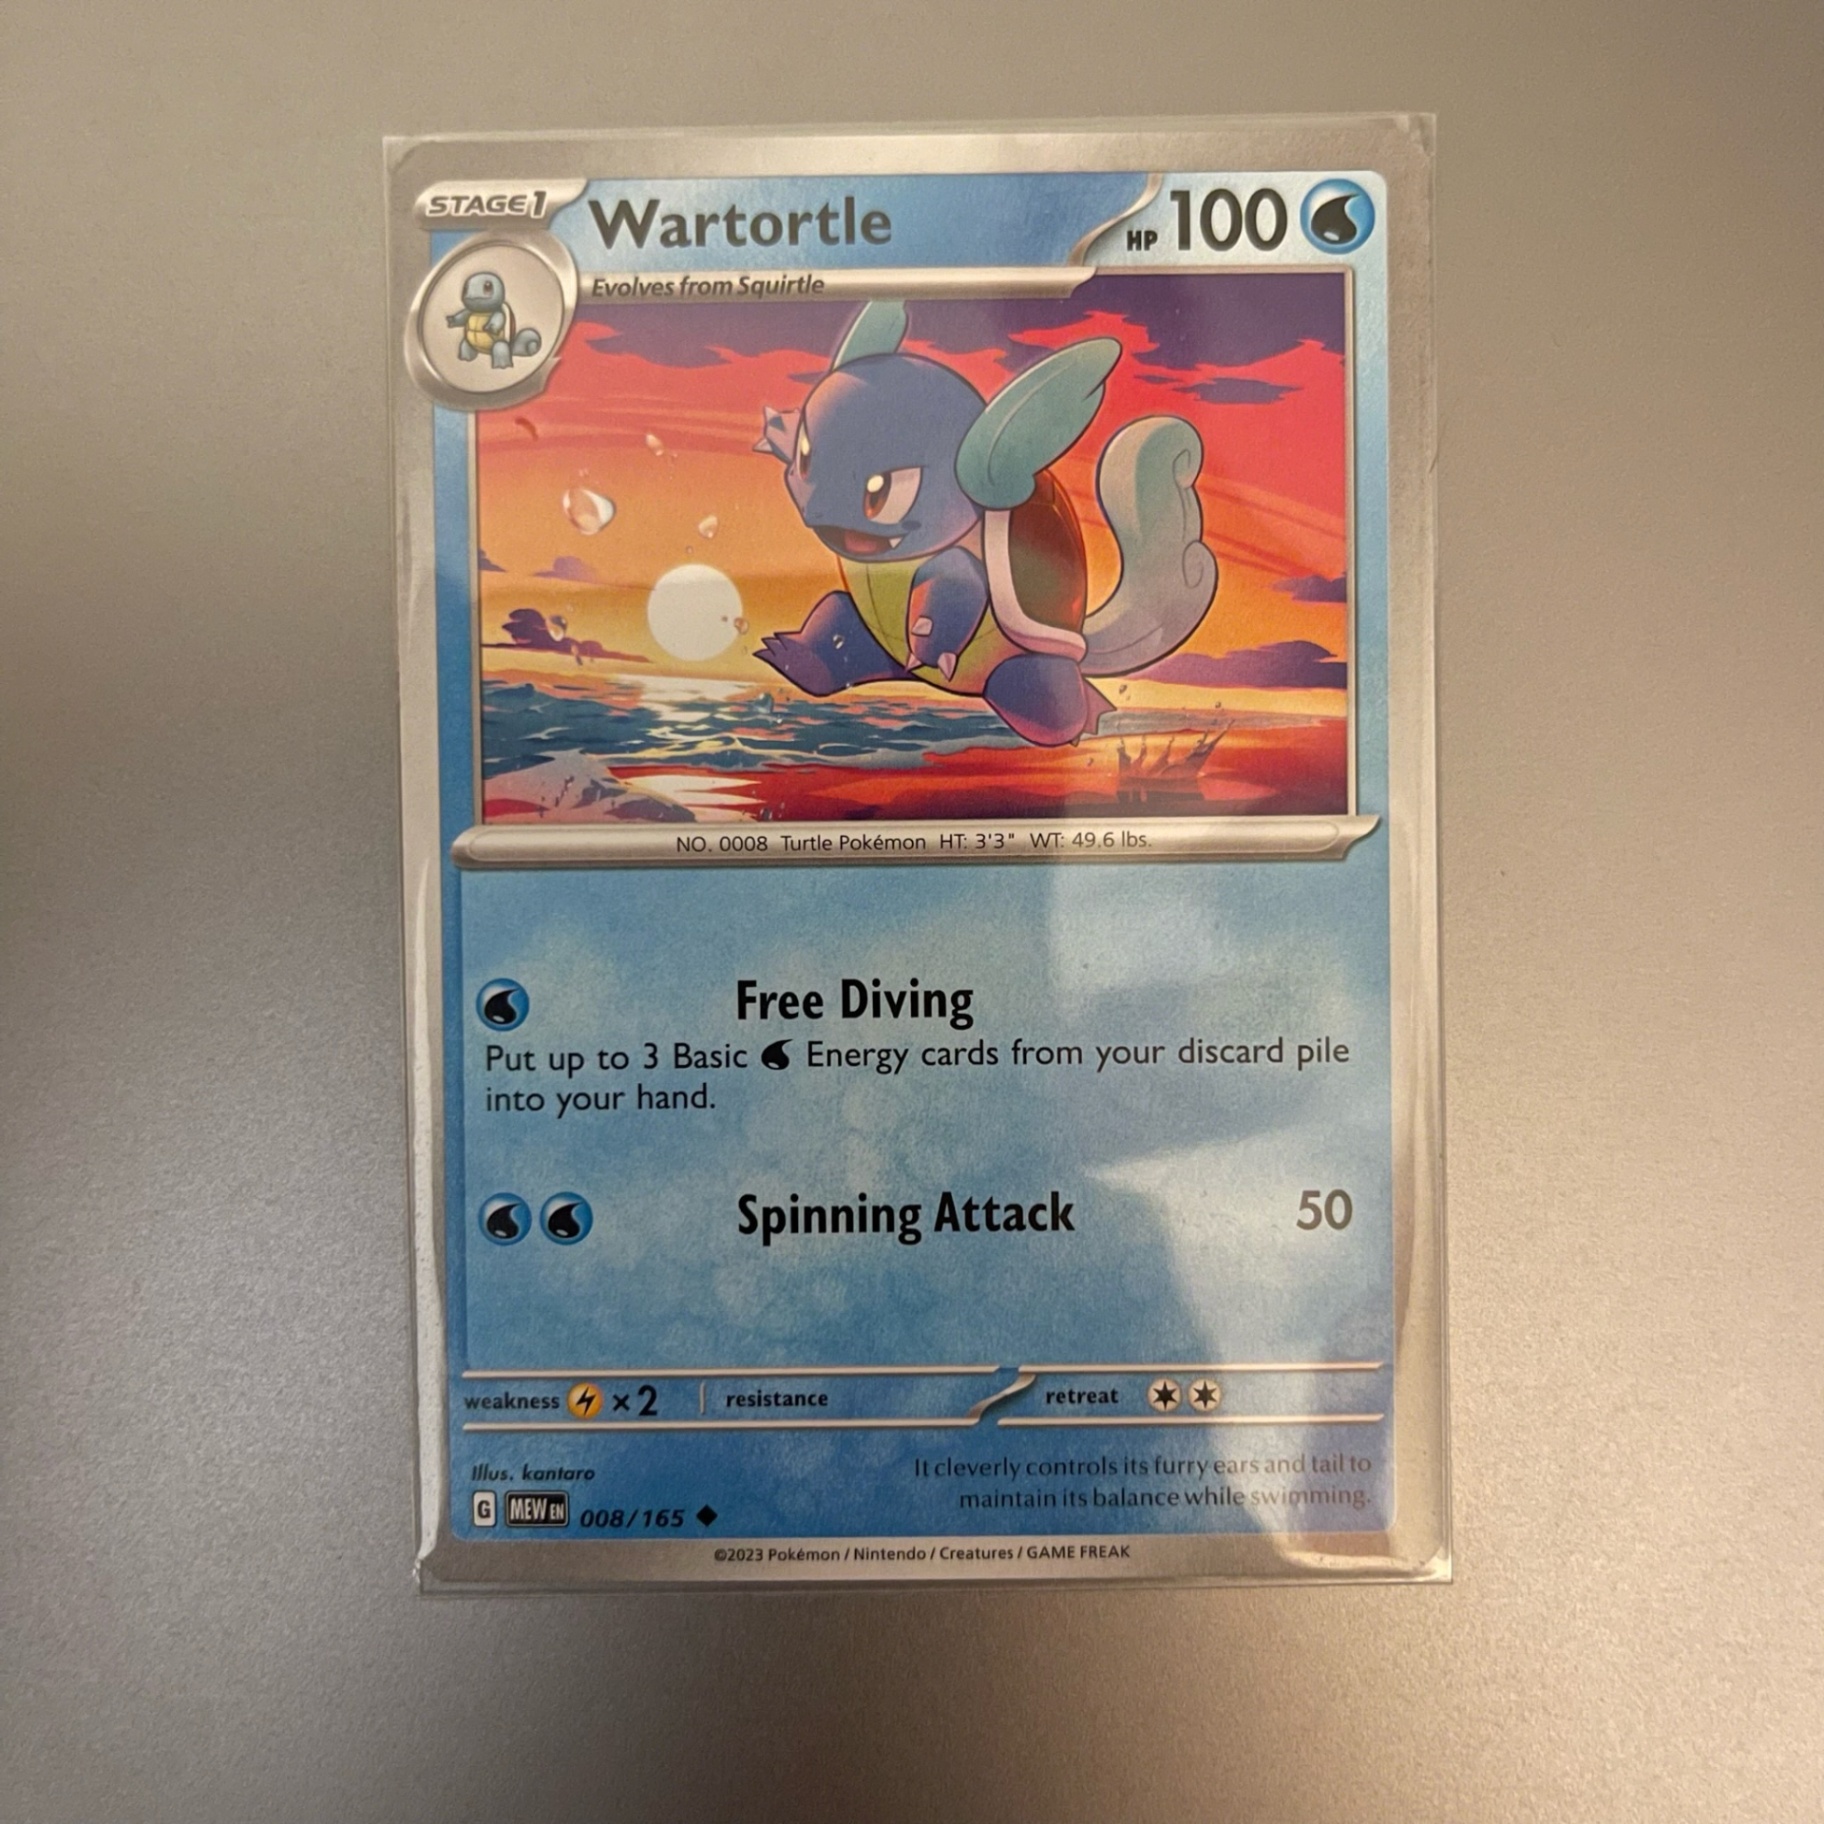 STAGE1 Wartortle HP 100
Evolves from Squirtle
NO. 0008 Turtle Pokémon HT: 3'3" WT: 49.6 lbs.
Free Diving
Put up to 3 Basic Energy cards from your discard pile
into your hand.
Spinning Attack 50
weakness ×2 resistance retreat
Illus. kantaro
It cleverly controls its furry ears and tail to
maintain its balance while swimming.
G MEW EN 008/165
©2023 Pokémon / Nintendo / Creatures / GAME FREAK